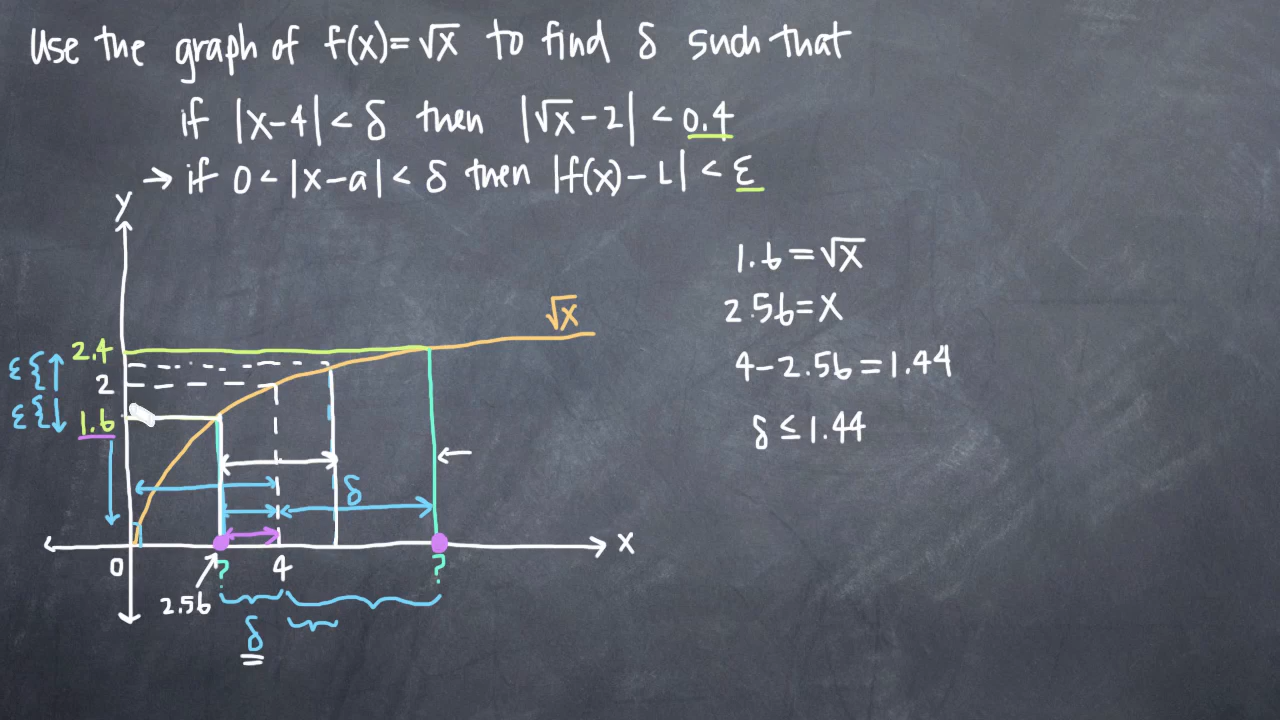 Use the graph of f(x)=√x to find δ such that
if |x-4| < δ then |√x-2| < 0.4
→ if 0 < |x-a| < δ then |f(x)-L| < ε
y
1.6=√x
2.56=x
√x
2.4
ε{
2
4-2.56=1.44
ε{
1.6
δ ≤ 1.44
δ
x
0
?
4
?
2.56
δ